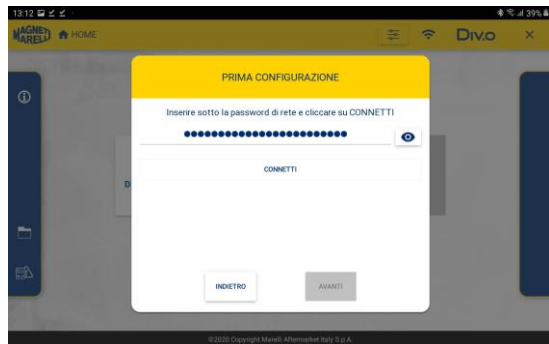 13:12
39%
MAGNETI
MARELLI
HOME
DIV.O
PRIMA CONFIGURAZIONE
Inserire sotto la password di rete e cliccare su CONNETTI
CONNETTI
D
INDIETRO
AVANTI
©2020 Copyright Marelli Aftermarket Italy S.p.A.